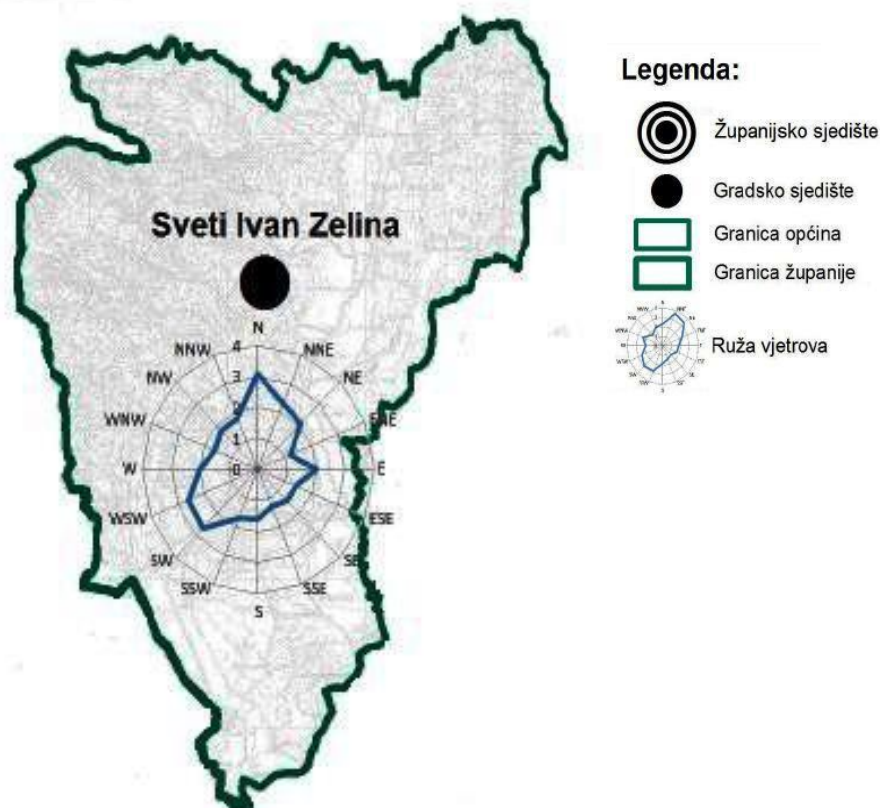 Legenda:
Županijsko sjedište
Gradsko sjedište
Granica općina
Granica županije
Ruža vjetrova
Sveti Ivan Zelina
N
NNW
4
NNE
NW
3
NE
WNW
2
ENE
1
W
0
E
WSW
ESE
SW
SE
SSW
SSE
S